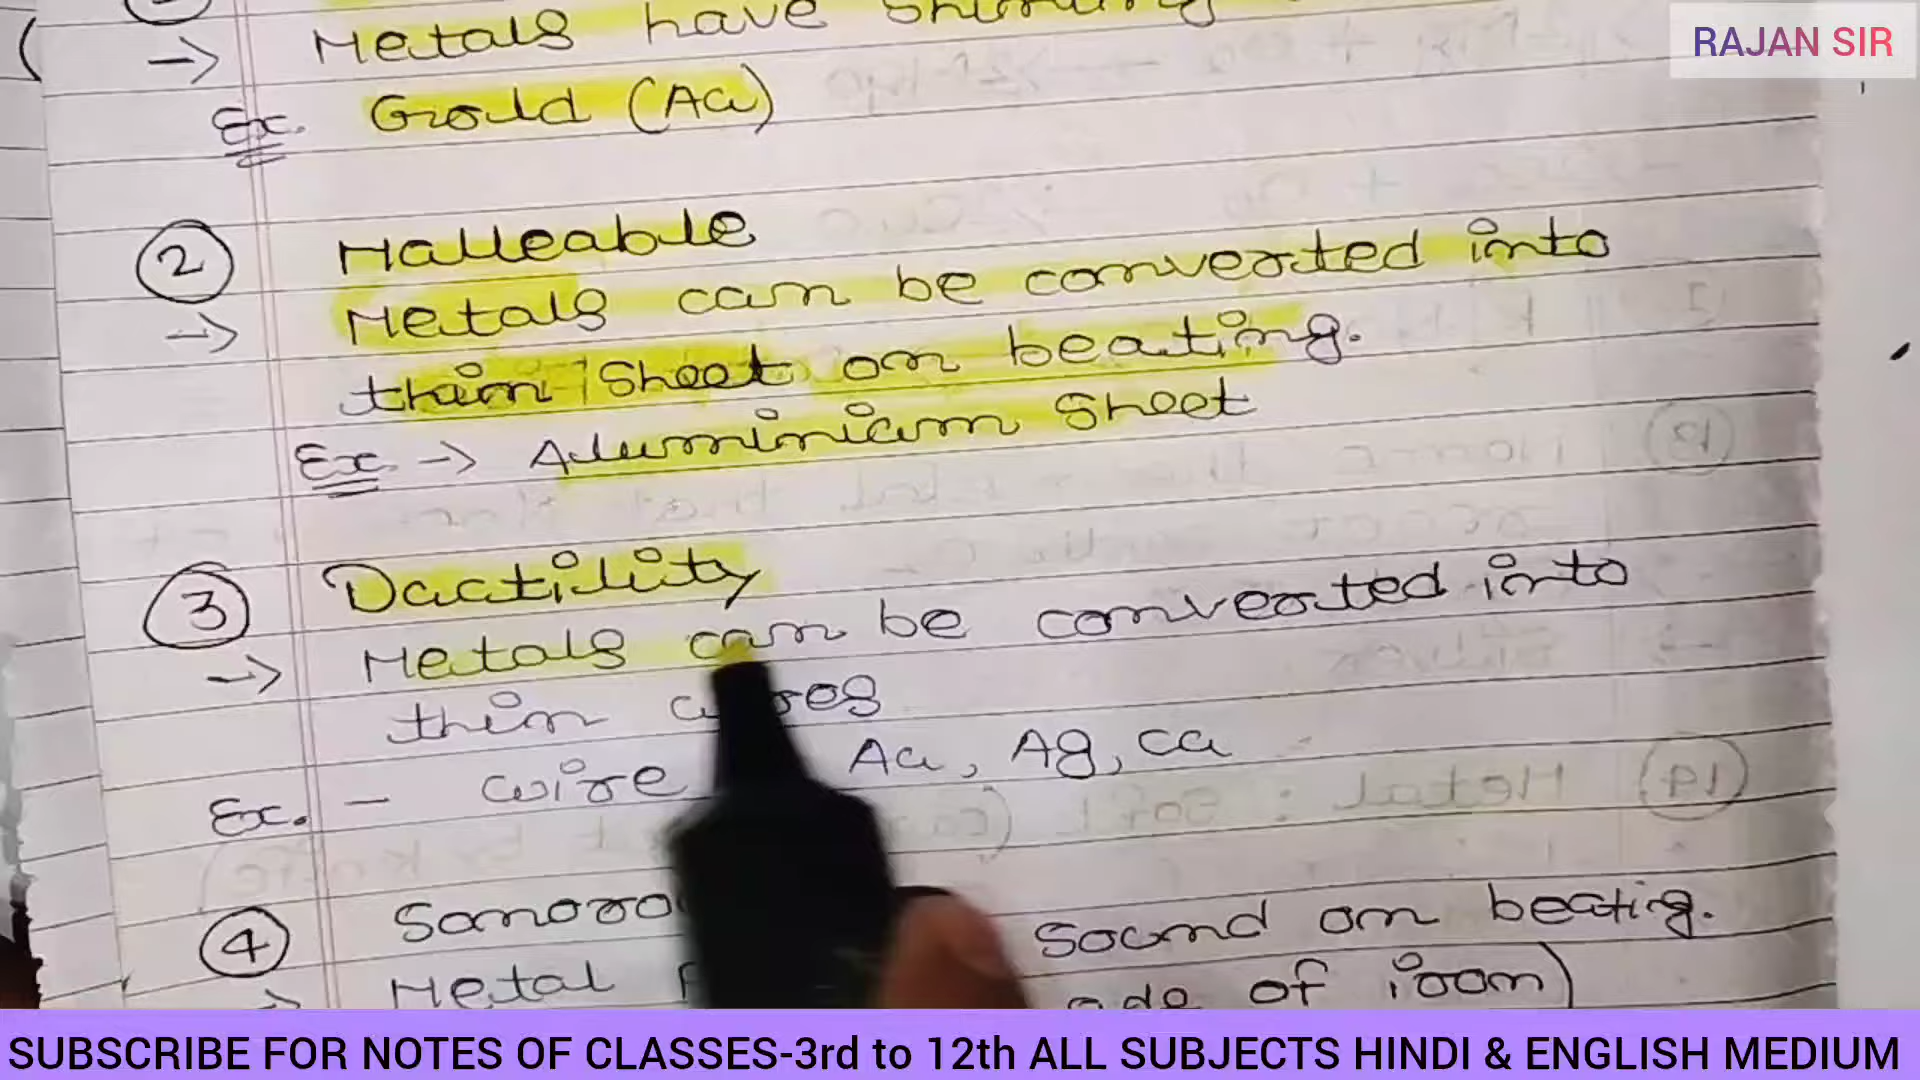 RAJAN SIR
→ Metals have shining
Ex. Gold (Au)
② Malleable
→ Metals can be converted into
thin sheet on beating.
Ex → Aluminium sheet
③ Ductility
→ Metals can be converted into
thin wires
Ex. - wire Au, Ag, Cu
④ Sonoro sound on beating.
→ Metal of iron)
SUBSCRIBE FOR NOTES OF CLASSES-3rd to 12th ALL SUBJECTS HINDI & ENGLISH MEDIUM